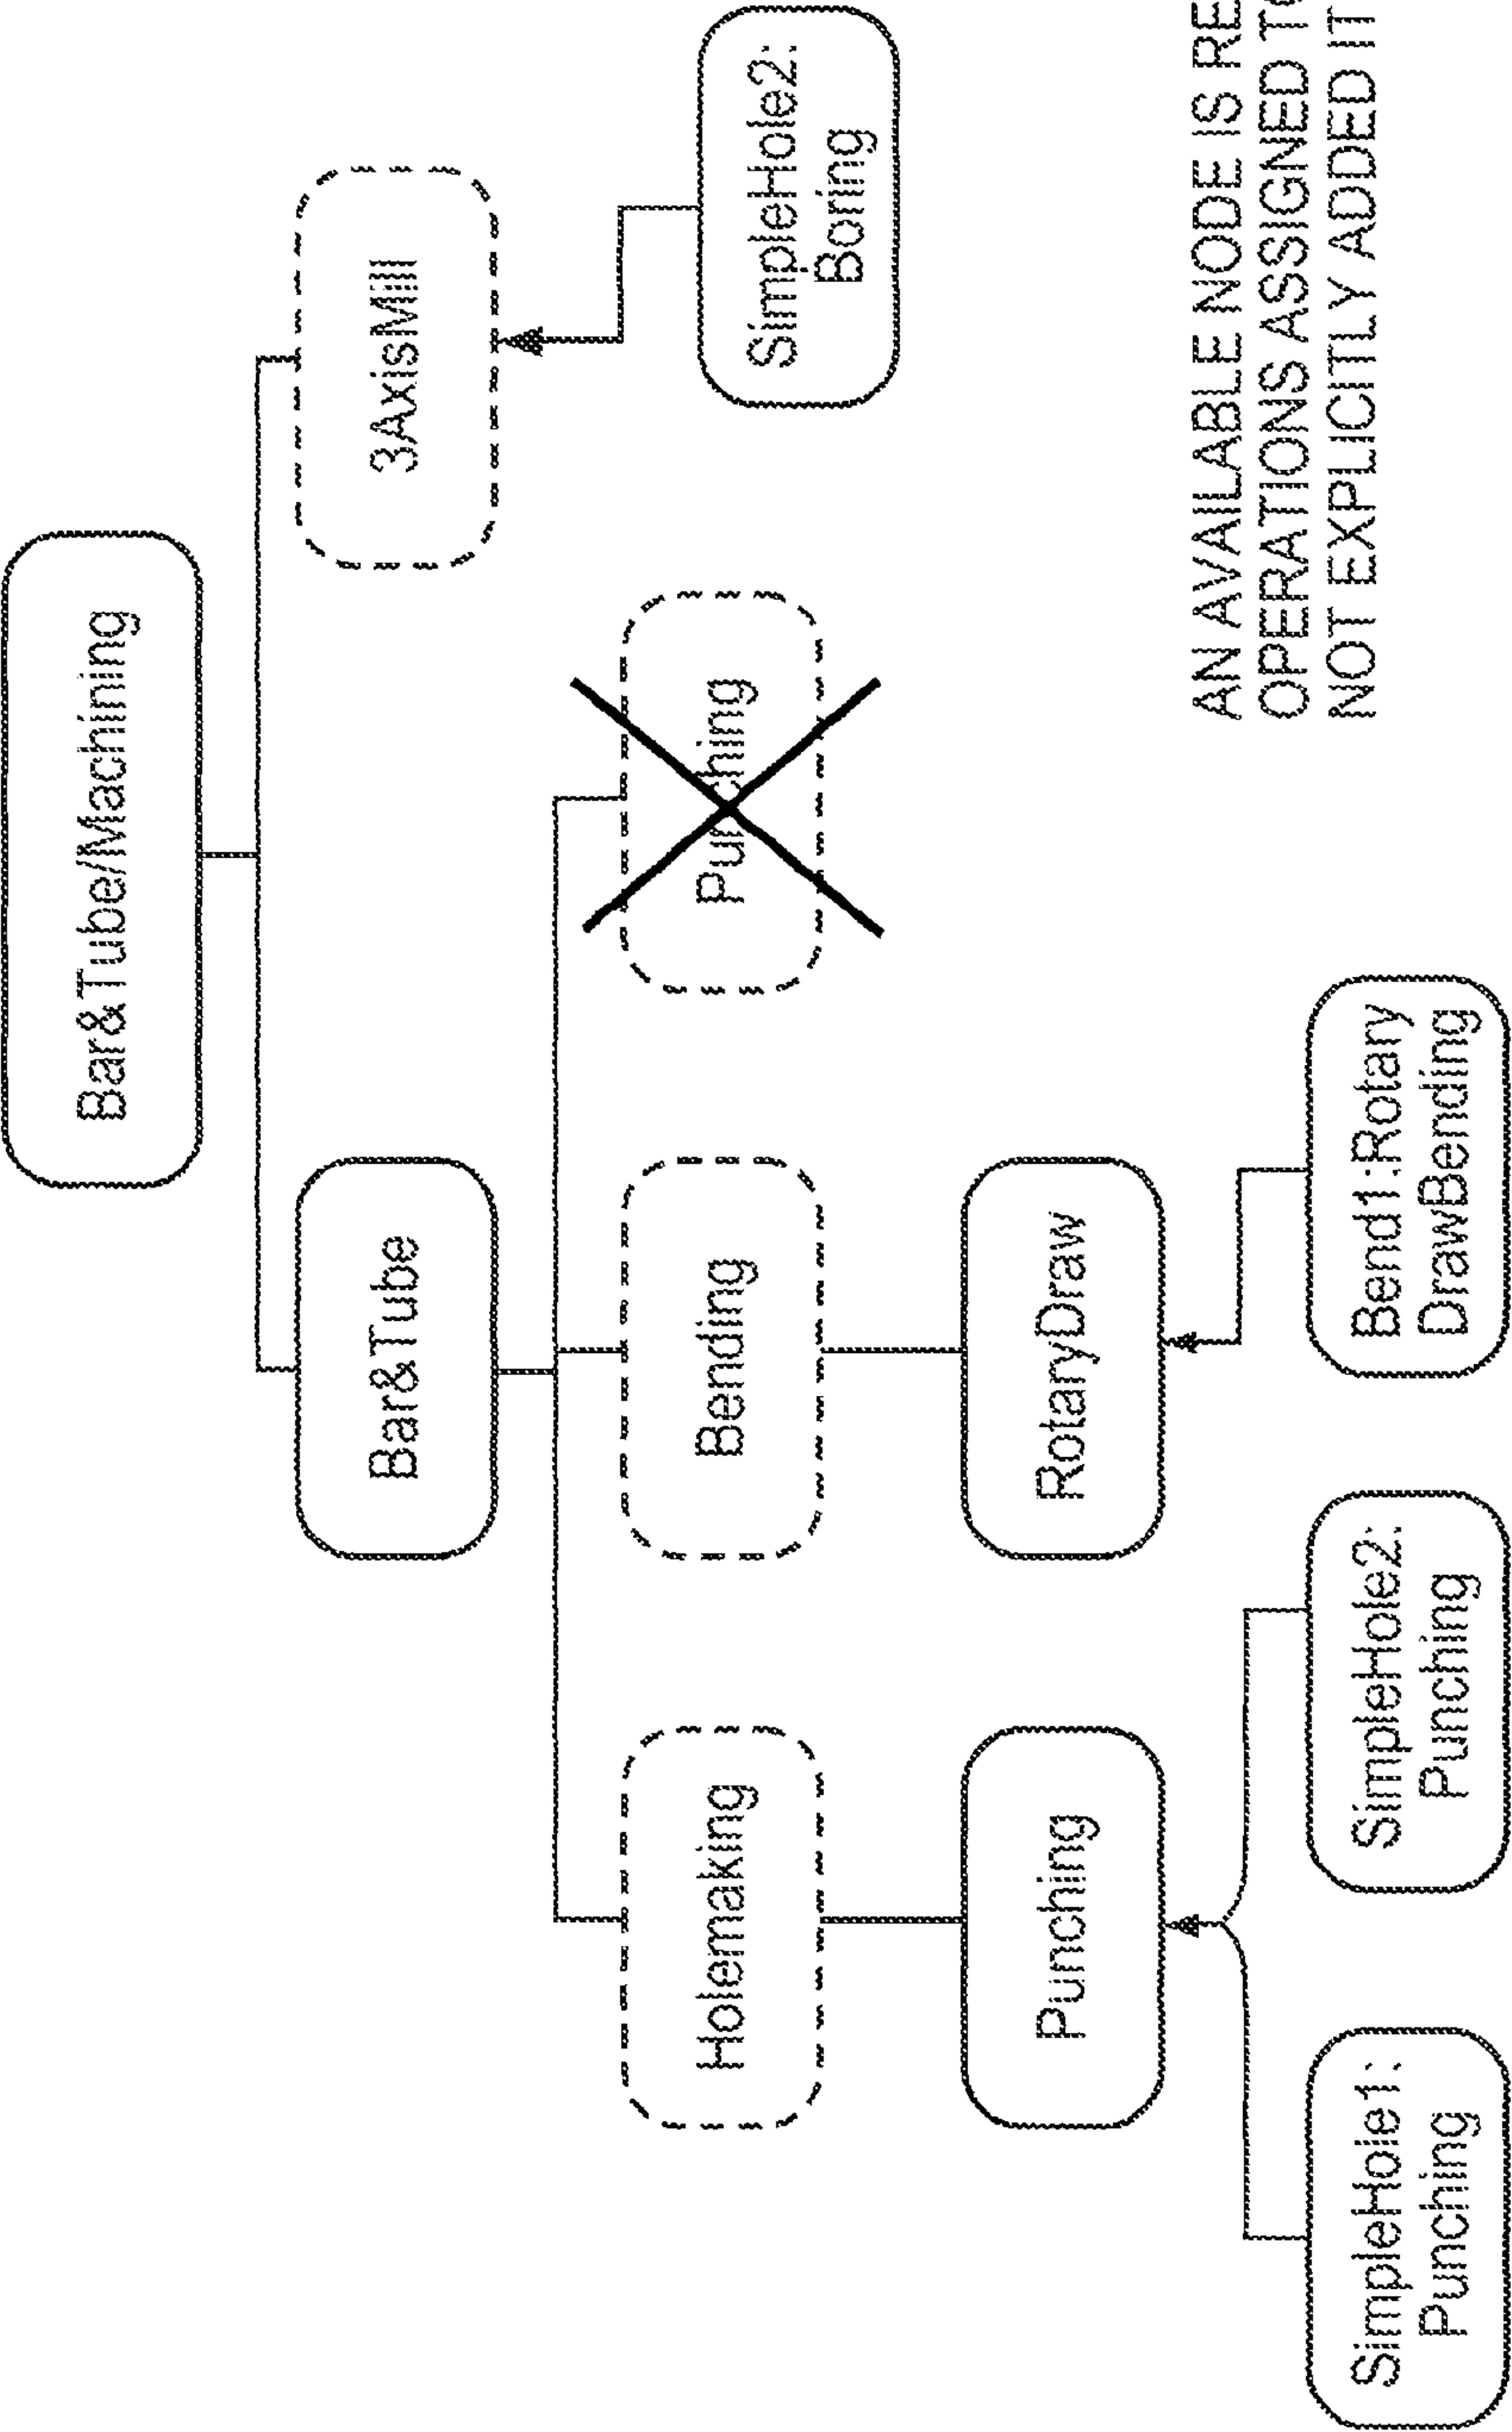 Bar&Tube/Machining
Bar&Tube
3AxisMill
Holemaking
Bending
Punching
SimpleHole2:
Boring
Punching
RotaryDraw
SimpleHole1:
Punching
SimpleHole2:
Punching
Bend1:Rotary
DrawBending
AN AVAILABLE NODE IS
OPERATIONS ASSIGNED
NOT EXPLICITLY ADDED IT